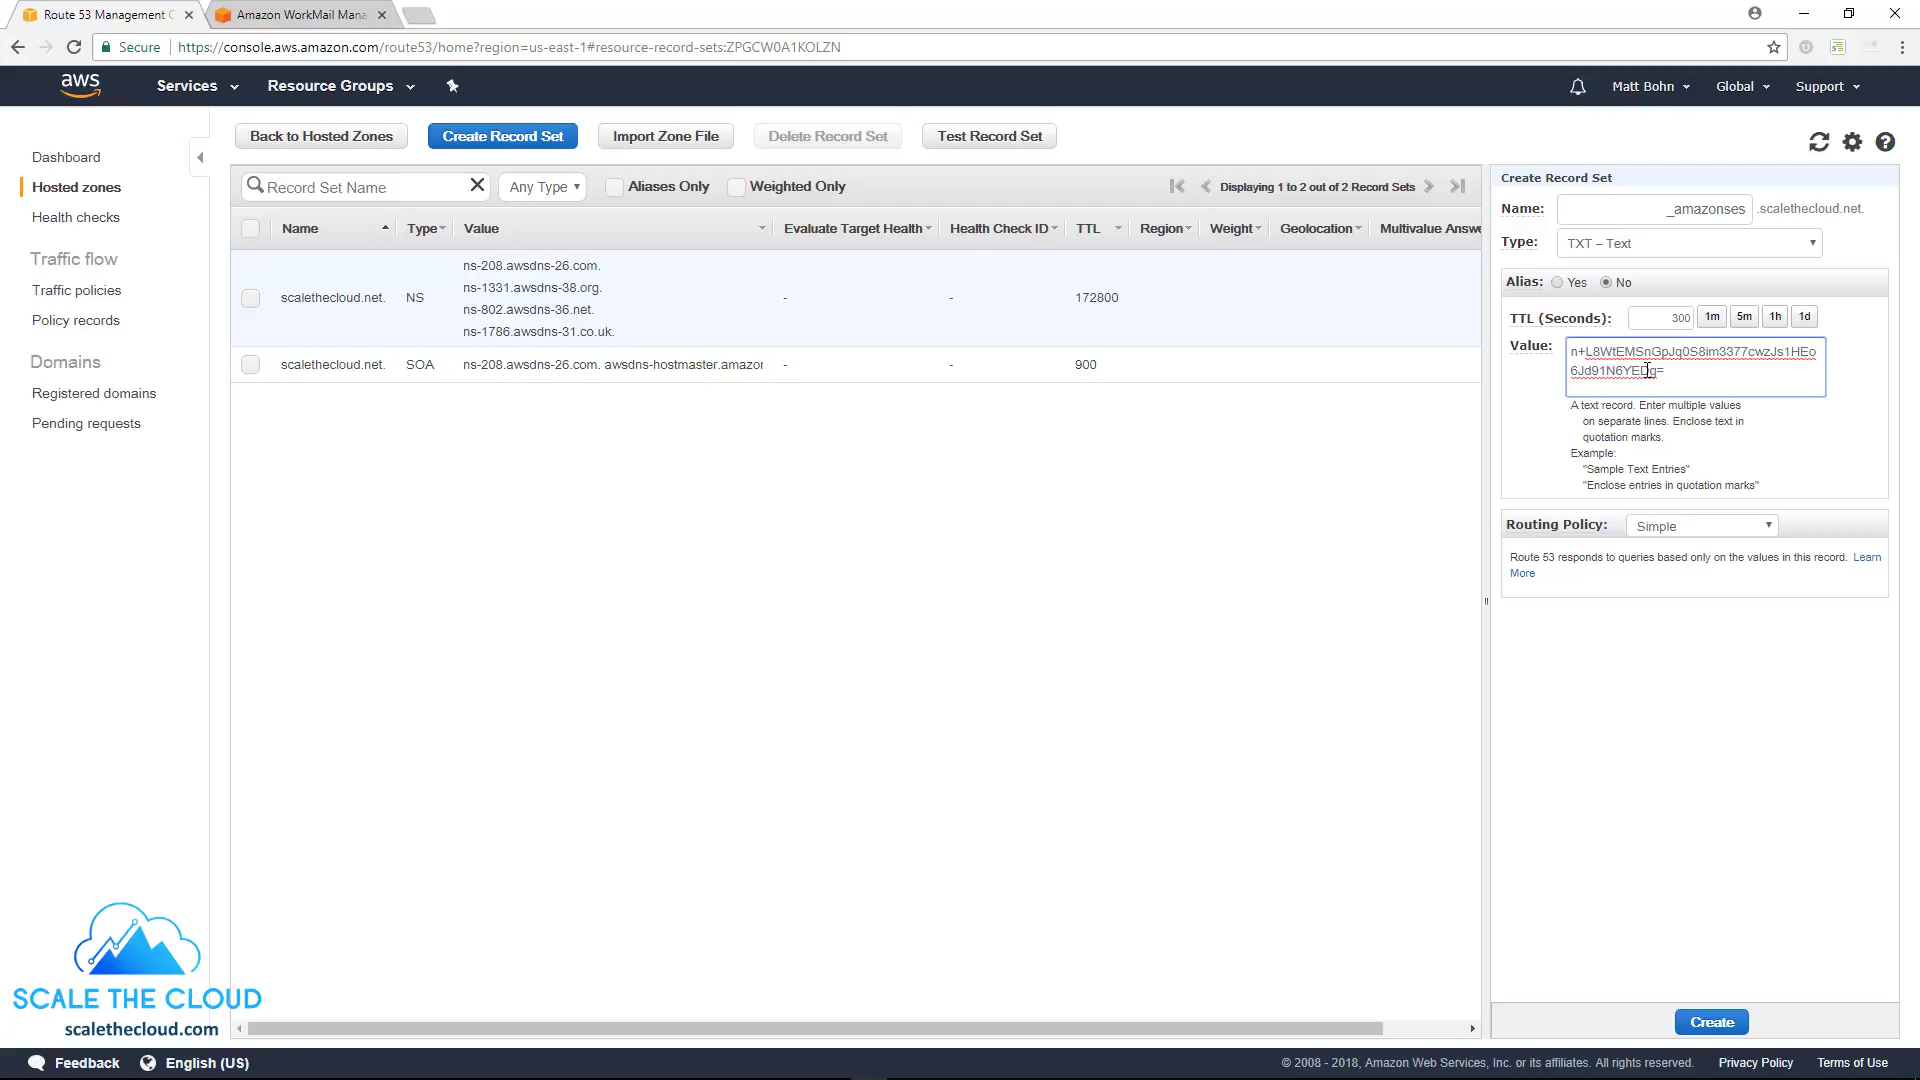 Route 53 Management C
Amazon WorkMail Mana
Secure
https://console.aws.amazon.com/route53/home?region=us-east-1#resource-record-sets:ZPGCW0A1KOLZN
aws
Services
Resource Groups
Matt Bohn
Global
Support
Dashboard
Hosted zones
Health checks
Traffic flow
Traffic policies
Policy records
Domains
Registered domains
Pending requests
Back to Hosted Zones
Create Record Set
Import Zone File
Delete Record Set
Test Record Set
Record Set Name
Any Type
Aliases Only
Weighted Only
Displaying 1 to 2 out of 2 Record Sets
Name Type Value Evaluate Target Health Health Check ID TTL Region Weight Geolocation Multivalue Answe
scalethecloud.net. NS
ns-208.awsdns-26.com.
ns-1331.awsdns-38.org.
ns-802.awsdns-36.net.
ns-1786.awsdns-31.co.uk.
- - 172800
scalethecloud.net. SOA ns-208.awsdns-26.com. awsdns-hostmaster.amazor - - 900
Create Record Set
Name: _amazonses .scalethecloud.net.
Type: TXT – Text
Alias: Yes No
TTL (Seconds): 300 1m 5m 1h 1d
Value: n+L8WtEMSnGpJq0S8im3377cwzJs1HEo
6Jd91N6YEDg=
A text record. Enter multiple values
on separate lines. Enclose text in
quotation marks.
Example:
"Sample Text Entries"
"Enclose entries in quotation marks"
Routing Policy: Simple
Route 53 responds to queries based only on the values in this record. Learn
More
Create
SCALE THE CLOUD
scalethecloud.com
Feedback
English (US)
© 2008 - 2018, Amazon Web Services, Inc. or its affiliates. All rights reserved.
Privacy Policy
Terms of Use